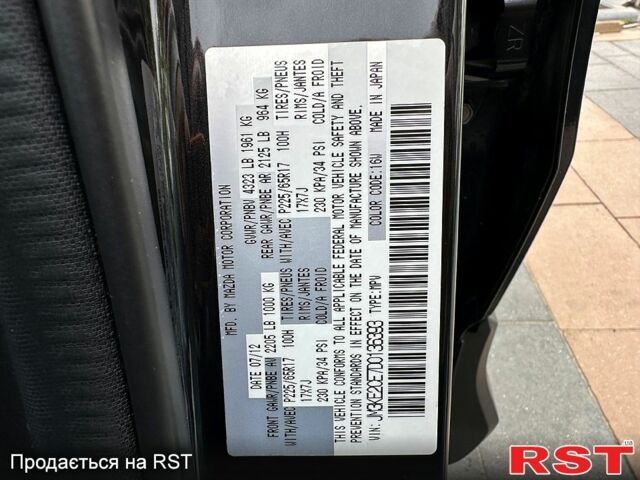 MFD. BY MAZDA MOTOR CORPORATION
DATE 07/12 GVWR/PNBV 4323 LB 1961 KG
FRONT GAWR/PNBE AV 2205 LB 1000 KG REAR GAWR/PNBE AR 2125 LB 964 KG
WITH/AVEC P225/65R17 100H TIRES/PNEUS WITH/AVEC P225/65R17 100H TIRES/PNEUS
17X7J RIMS/JANTES 17X7J RIMS/JANTES
230 KPA/34 PSI COLD/A FROID 230 KPA/34 PSI COLD/A FROID
THIS VEHICLE CONFORMS TO ALL APPLICABLE FEDERAL MOTOR VEHICLE SAFETY AND THEFT
PREVENTION STANDARDS IN EFFECT ON THE DATE OF MANUFACTURE SHOWN ABOVE.
VIN: JM3KE2CE7D0136393 TYPE:MPV COLOR CODE:16W MADE IN JAPAN
Продається на RST
RST